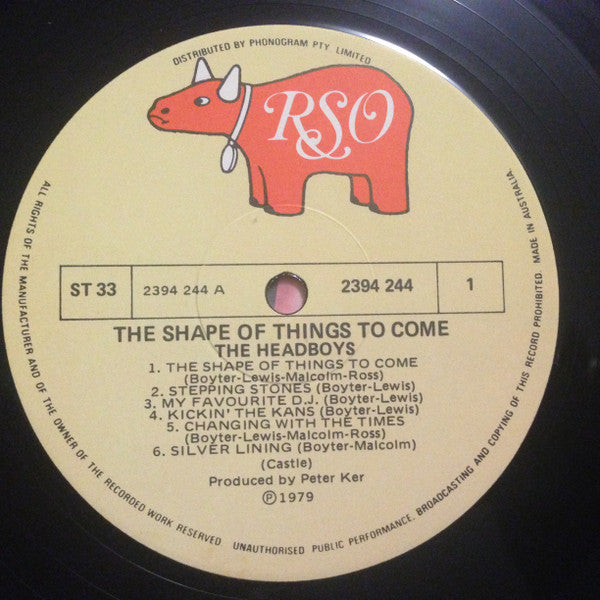 DISTRIBUTED BY PHONOGRAM PTY. LIMITED
RSO
ST 33
2394 244 A
2394 244
1
THE SHAPE OF THINGS TO COME
THE HEADBOYS
1. THE SHAPE OF THINGS TO COME
(Boyter-Lewis-Malcolm-Ross)
2. STEPPING STONES (Boyter-Lewis)
3. MY FAVOURITE D.J. (Boyter-Lewis)
4. KICKIN' THE KANS (Boyter-Lewis)
5. CHANGING WITH THE TIMES
(Boyter-Lewis-Malcolm-Ross)
6. SILVER LINING (Boyter-Malcolm)
(Castle)
Produced by Peter Ker
Ⓟ1979
ALL RIGHTS OF THE MANUFACTURER AND OF THE OWNER OF THE RECORDED WORK RESERVED
UNAUTHORISED PUBLIC PERFORMANCE, BROADCASTING AND COPYING OF THIS RECORD PROHIBITED. MADE IN AUSTRALIA.